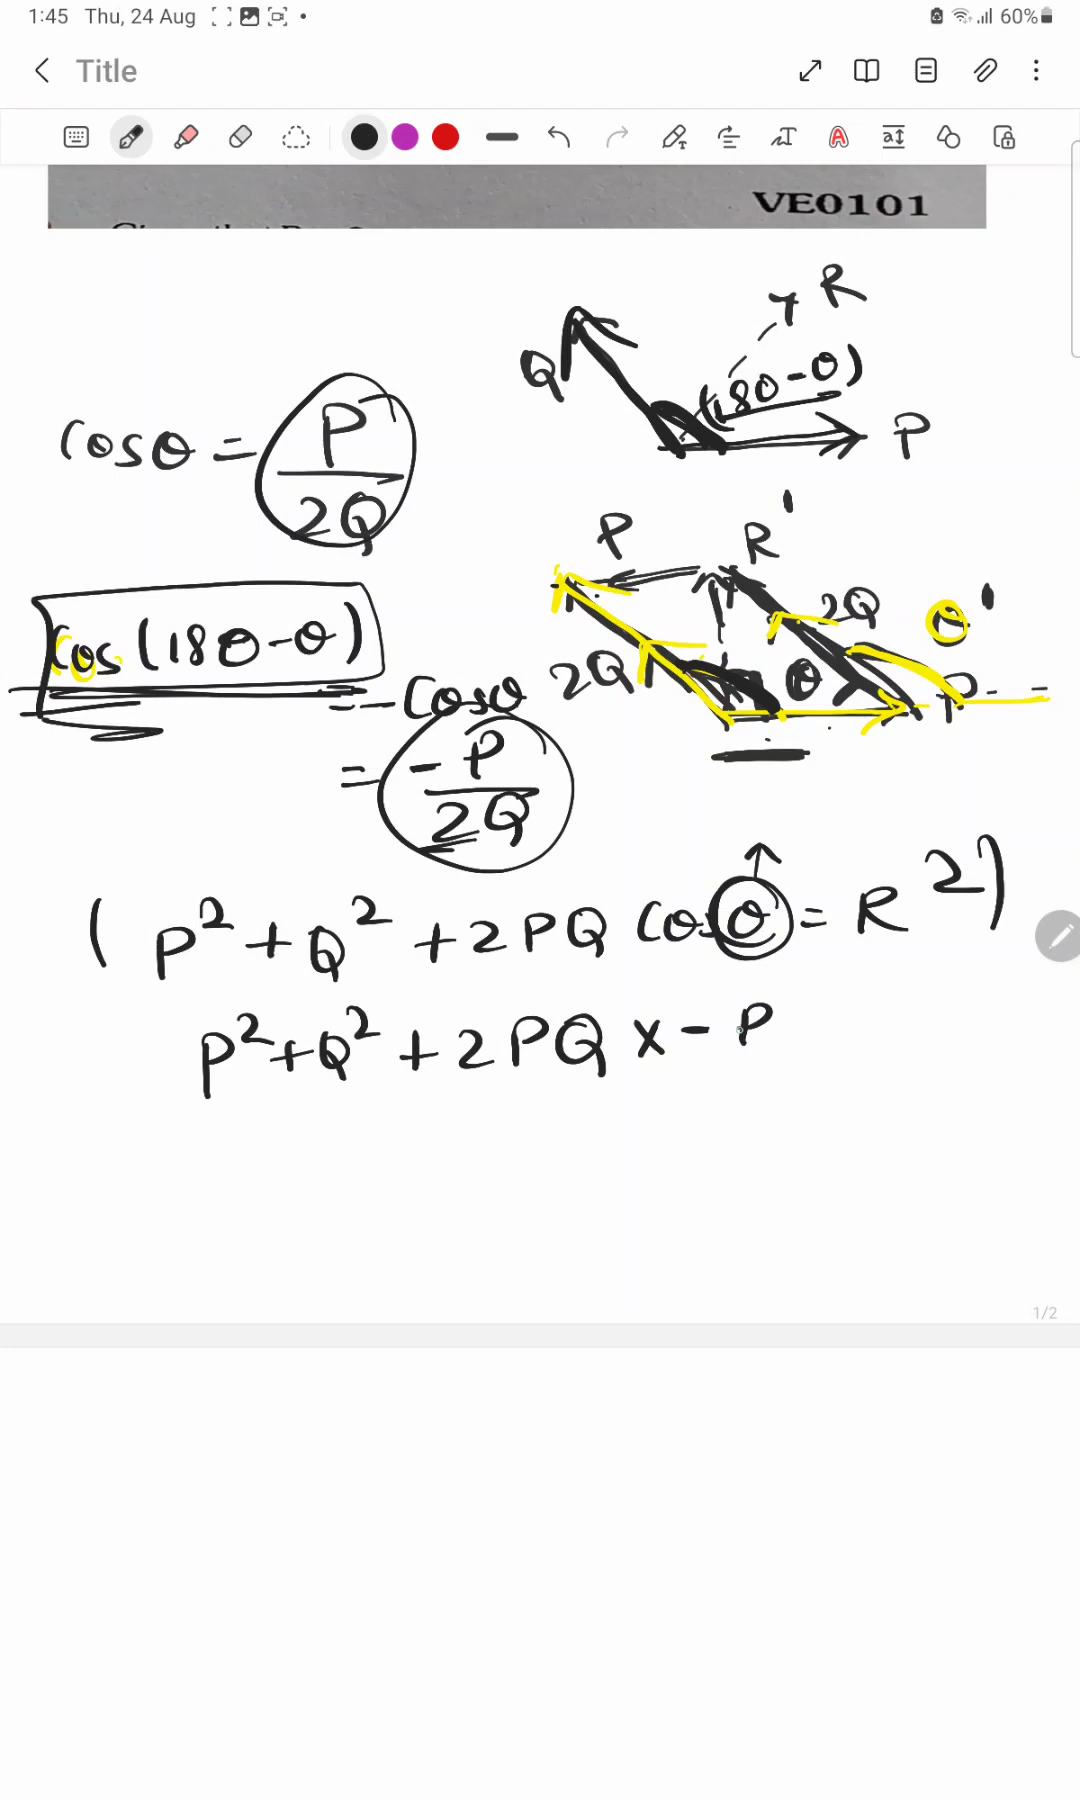 1:45 Thu, 24 Aug
60%
Title
VE0101
R
Q
(180-θ)
P
cosθ = P/2Q
P
R'
2Q
θ'
cos(180-θ)
2Q
θ
P
= -cosθ
= -P/2Q
(P²+Q²+2PQ cosθ = R²)
P²+Q²+2PQ x - P
1/2